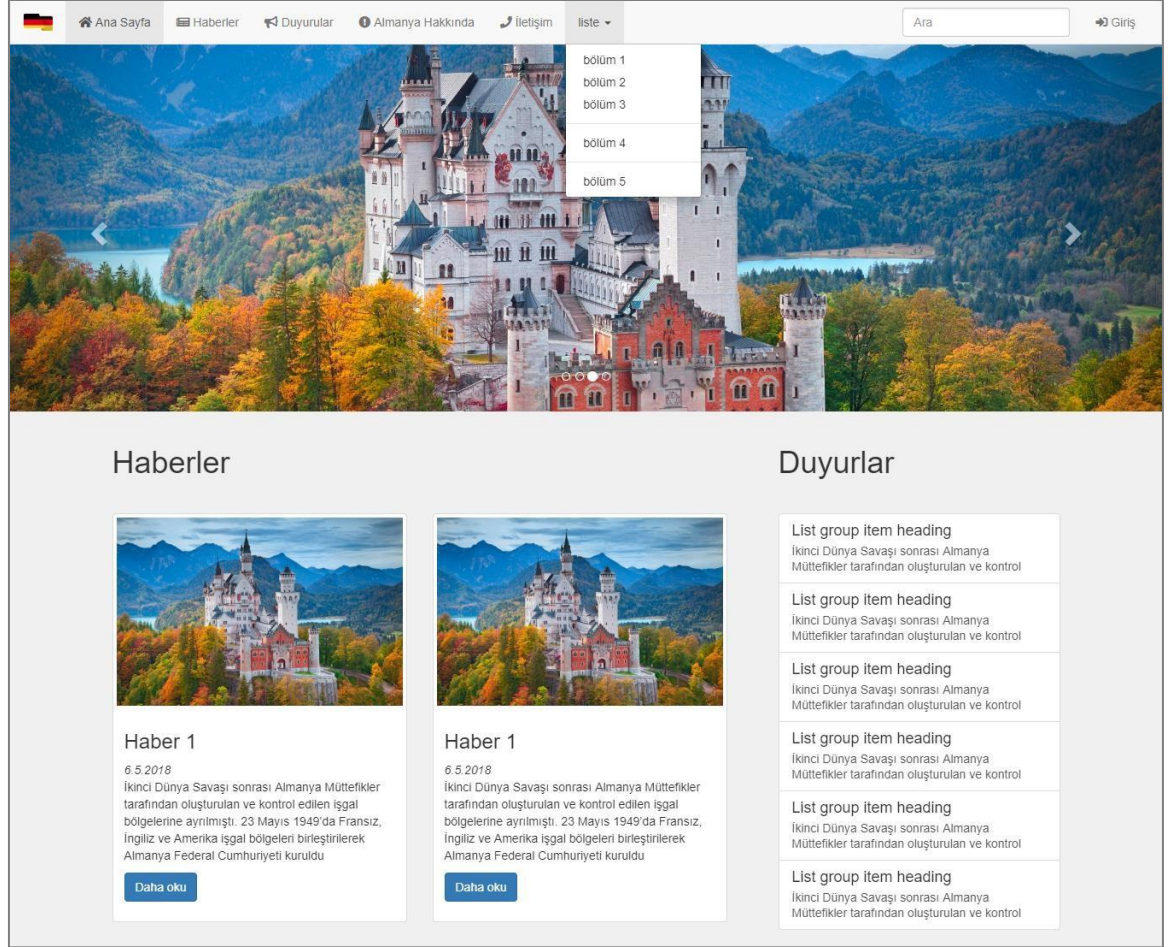 Ana Sayfa Haberler Duyurular Almanya Hakkında İletişim liste Ara Giriş
bölüm 1
bölüm 2
bölüm 3
bölüm 4
bölüm 5
Haberler
Haber 1
6.5.2018
İkinci Dünya Savaşı sonrası Almanya Müttefikler
tarafından oluşturulan ve kontrol edilen işgal
bölgelerine ayrılmıştı. 23 Mayıs 1949'da Fransız,
İngiliz ve Amerika işgal bölgeleri birleştirilerek
Almanya Federal Cumhuriyeti kuruldu
Daha oku
Haber 1
6.5.2018
İkinci Dünya Savaşı sonrası Almanya Müttefikler
tarafından oluşturulan ve kontrol edilen işgal
bölgelerine ayrılmıştı. 23 Mayıs 1949'da Fransız,
İngiliz ve Amerika işgal bölgeleri birleştirilerek
Almanya Federal Cumhuriyeti kuruldu
Daha oku
Duyurlar
List group item heading
İkinci Dünya Savaşı sonrası Almanya
Müttefikler tarafından oluşturulan ve kontrol
List group item heading
İkinci Dünya Savaşı sonrası Almanya
Müttefikler tarafından oluşturulan ve kontrol
List group item heading
İkinci Dünya Savaşı sonrası Almanya
Müttefikler tarafından oluşturulan ve kontrol
List group item heading
İkinci Dünya Savaşı sonrası Almanya
Müttefikler tarafından oluşturulan ve kontrol
List group item heading
İkinci Dünya Savaşı sonrası Almanya
Müttefikler tarafından oluşturulan ve kontrol
List group item heading
İkinci Dünya Savaşı sonrası Almanya
Müttefikler tarafından oluşturulan ve kontrol